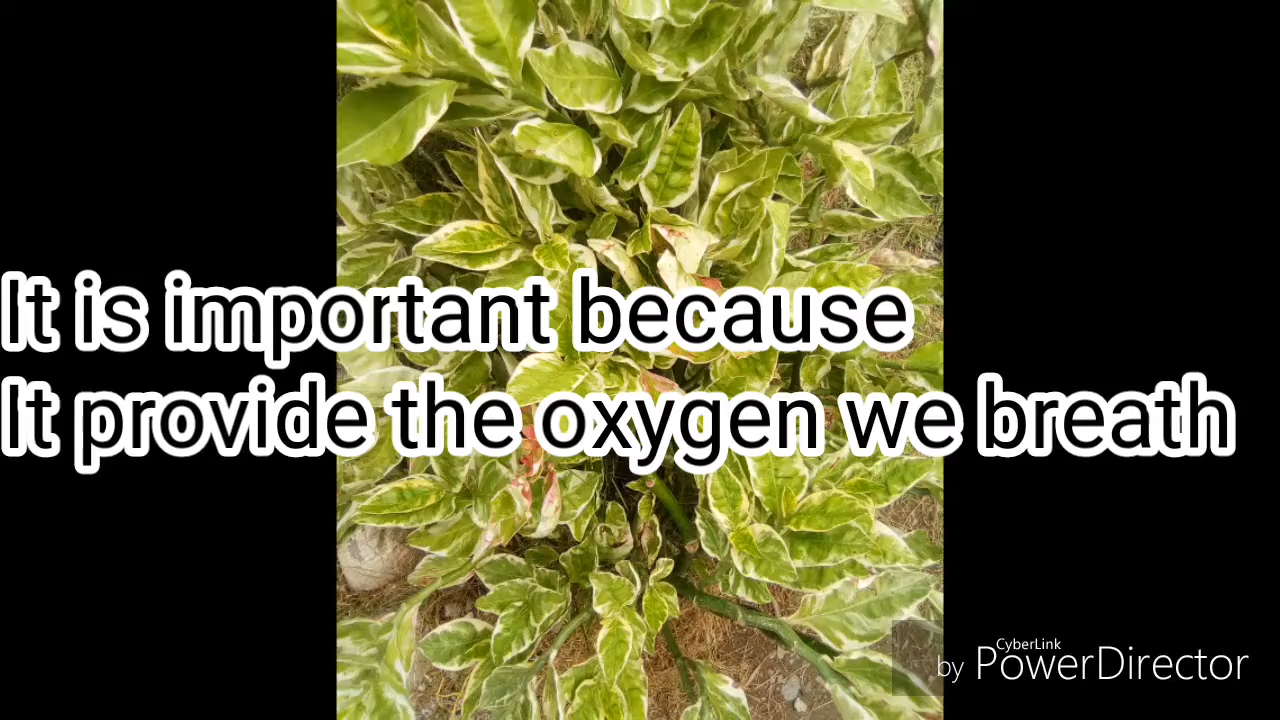 It is important because
It provide the oxygen we breath
CyberLink
by PowerDirector